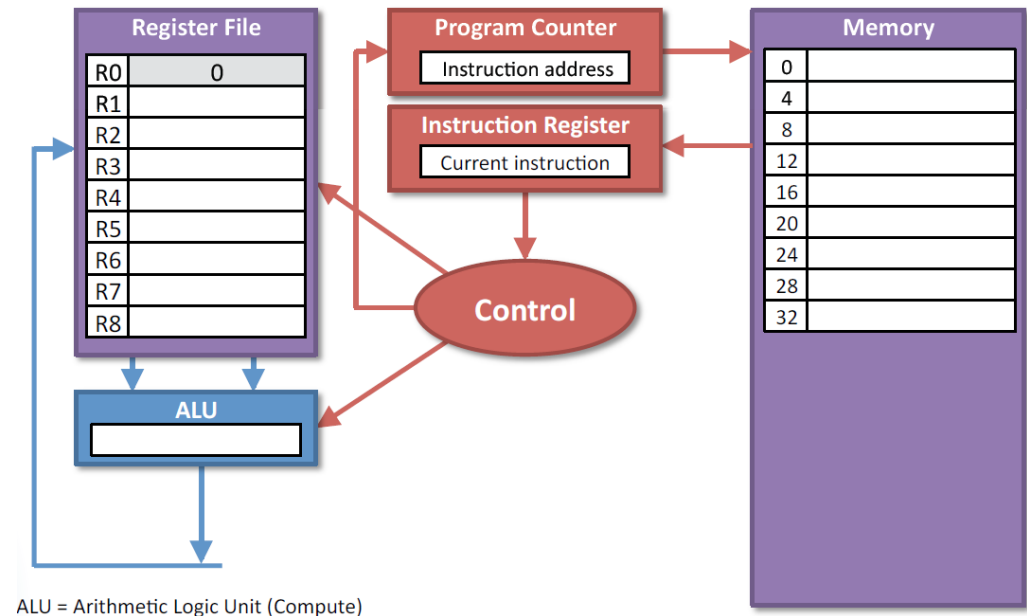 Register File
R0 0
R1
R2
R3
R4
R5
R6
R7
R8
ALU
Program Counter
Instruction address
Instruction Register
Current instruction
Control
Memory
0
4
8
12
16
20
24
28
32
ALU = Arithmetic Logic Unit (Compute)